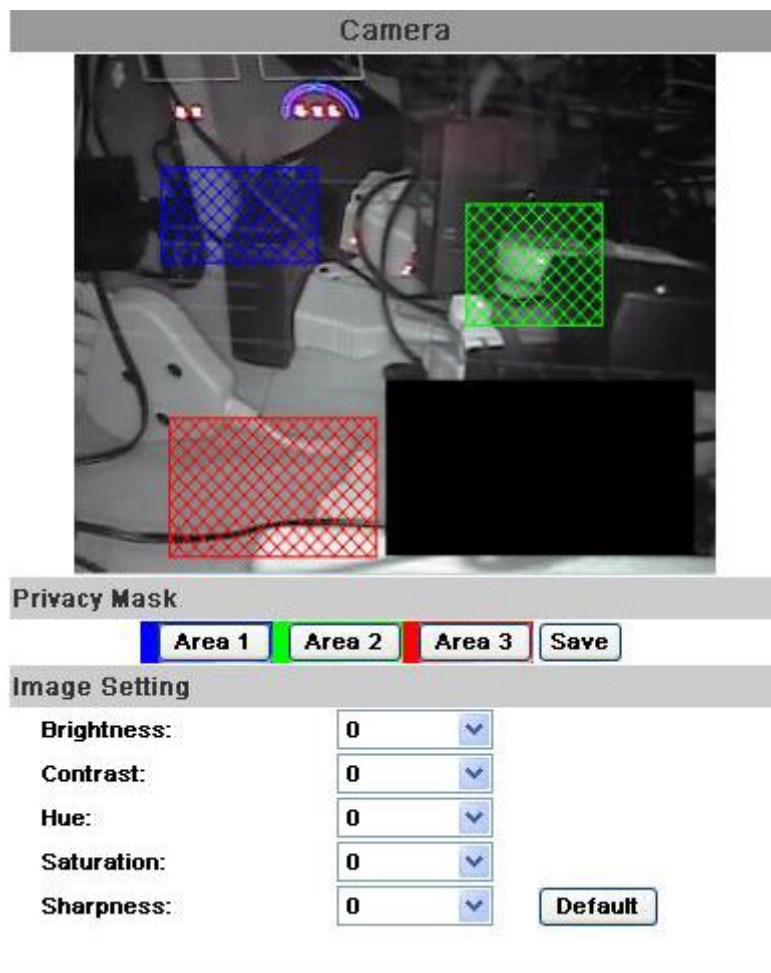 Camera
Privacy Mask
Area 1 Area 2 Area 3 Save
Image Setting
Brightness: 0
Contrast: 0
Hue: 0
Saturation: 0
Sharpness: 0 Default